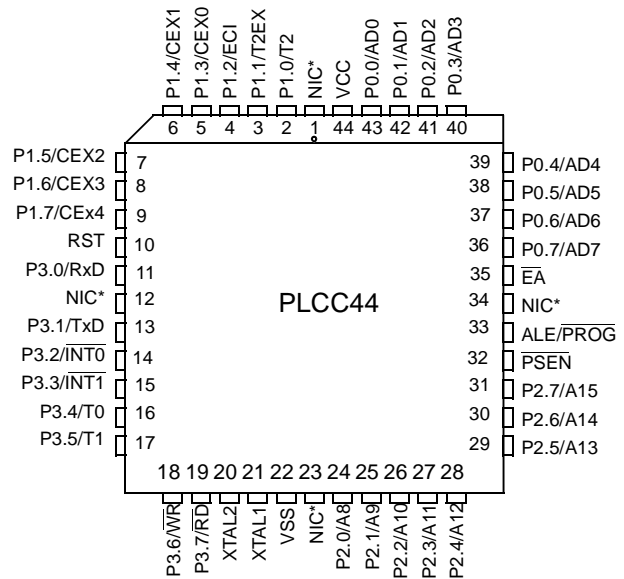 P1.4/CEX1
P1.3/CEX0
P1.2/ECI
P1.1/T2EX
P1.0/T2
NIC*
VCC
P0.0/AD0
P0.1/AD1
P0.2/AD2
P0.3/AD3
6 5 4 3 2 1 44 43 42 41 40
P1.5/CEX2 7
P1.6/CEX3 8
P1.7/CEx4 9
RST 10
P3.0/RxD 11
NIC* 12
P3.1/TxD 13
P3.2/INT0 14
P3.3/INT1 15
P3.4/T0 16
P3.5/T1 17
PLCC44
39 P0.4/AD4
38 P0.5/AD5
37 P0.6/AD6
36 P0.7/AD7
35 EA
34 NIC*
33 ALE/PROG
32 PSEN
31 P2.7/A15
30 P2.6/A14
29 P2.5/A13
18 19 20 21 22 23 24 25 26 27 28
P3.6/WR
P3.7/RD
XTAL2
XTAL1
VSS
NIC*
P2.0/A8
P2.1/A9
P2.2/A10
P2.3/A11
P2.4/A12